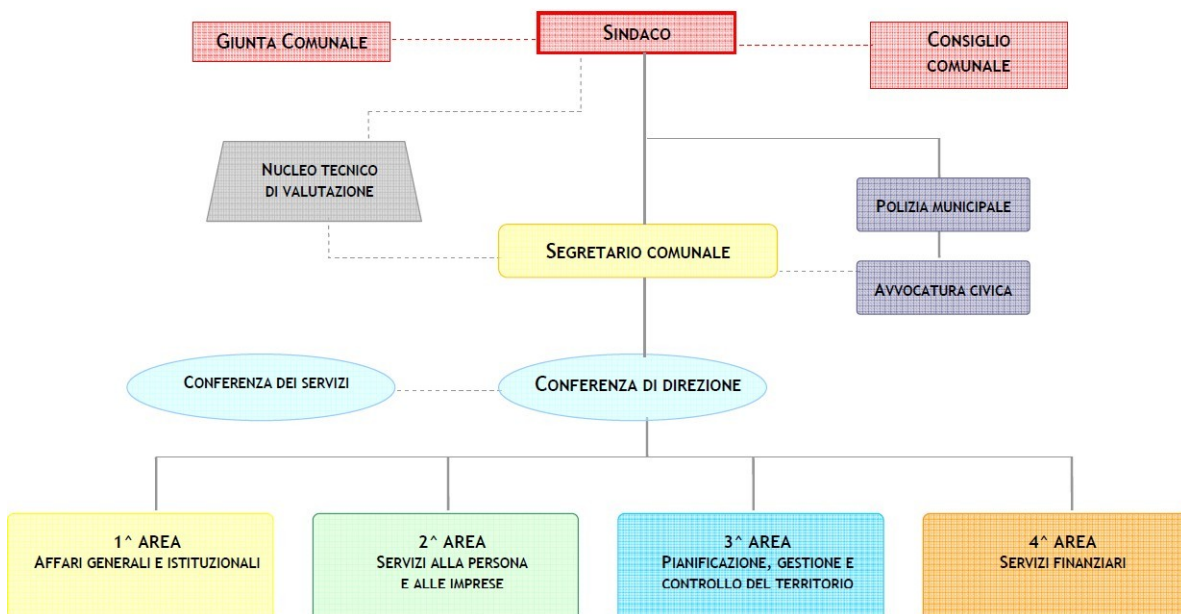 GIUNTA COMUNALE
SINDACO
CONSIGLIO
COMUNALE
NUCLEO TECNICO
DI VALUTAZIONE
POLIZIA MUNICIPALE
SEGRETARIO COMUNALE
AVVOCATURA CIVICA
CONFERENZA DEI SERVIZI
CONFERENZA DI DIREZIONE
1^ AREA
AFFARI GENERALI E ISTITUZIONALI
2^ AREA
SERVIZI ALLA PERSONA
E ALLE IMPRESE
3^ AREA
PIANIFICAZIONE, GESTIONE E
CONTROLLO DEL TERRITORIO
4^ AREA
SERVIZI FINANZIARI